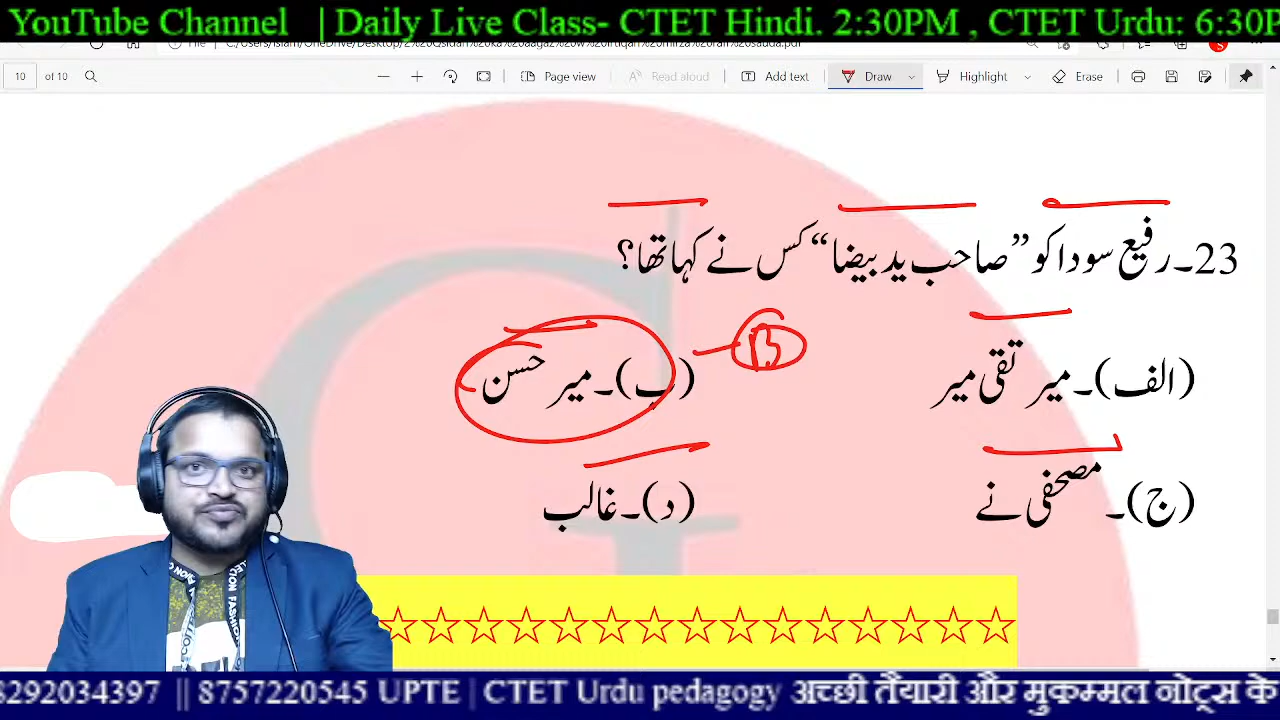 YouTube Channel | Daily Live Class- CTET Hindi. 2:30PM , CTET Urdu: 6:30P
10 of 10 Page view Read aloud Add text Draw Highlight Erase
23۔رفیع سودا کو ”صاحب ید بیضا“ کس نے کہا تھا؟
(الف)۔میر تقی میر (ب)۔میر حسن
B
(ج)۔مصحفی نے (د)۔غالب
8292034397 || 8757220545 UPTE | CTET Urdu pedagogy अच्छी तैयारी और मुकम्मल नोट्स के